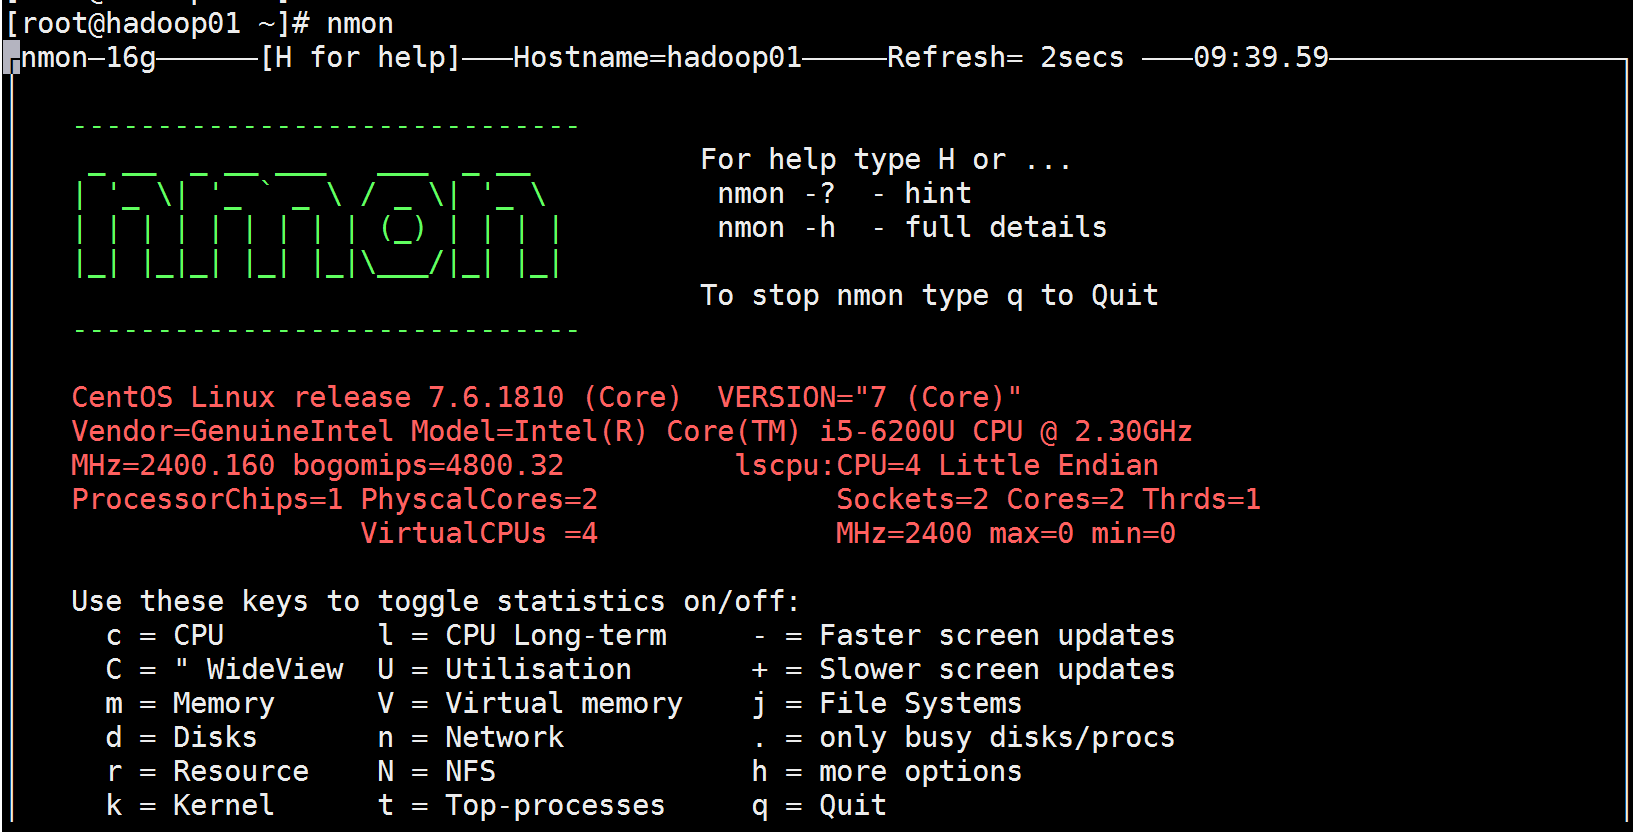 [root@hadoop01 ~]# nmon
nmon─16g──────[H for help]───Hostname=hadoop01─────Refresh= 2secs ───09:39.59─────────────────
------------------------------
For help type H or ...
nmon -?  - hint
nmon -h  - full details
To stop nmon type q to Quit
------------------------------
CentOS Linux release 7.6.1810 (Core)  VERSION="7 (Core)"
Vendor=GenuineIntel Model=Intel(R) Core(TM) i5-6200U CPU @ 2.30GHz
MHz=2400.160 bogomips=4800.32          lscpu:CPU=4 Little Endian
ProcessorChips=1 PhyscalCores=2              Sockets=2 Cores=2 Thrds=1
VirtualCPUs =4              MHz=2400 max=0 min=0
Use these keys to toggle statistics on/off:
c = CPU         l = CPU Long-term     - = Faster screen updates
C = " WideView  U = Utilisation       + = Slower screen updates
m = Memory      V = Virtual memory    j = File Systems
d = Disks       n = Network           . = only busy disks/procs
r = Resource    N = NFS               h = more options
k = Kernel      t = Top-processes     q = Quit